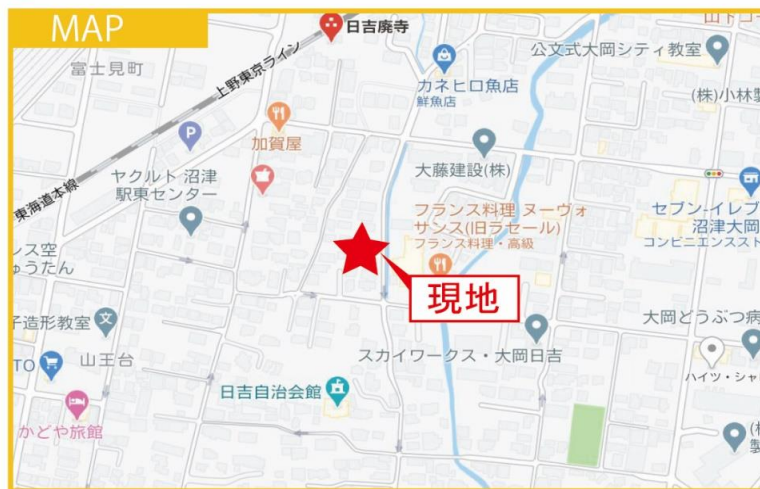 MAP
日吉廃寺
山下コー
公文式大岡シティ教室
富士見町
上野東京ライン
カネヒロ魚店
鮮魚店
(株)小林製
加賀屋
大藤建設(株)
ヤクルト 沼津
駅東センター
東海道本線
フランス料理 ヌーヴォ
サンス(旧ラセール)
フランス料理・高級
セブン-イレブ
沼津大岡
コンビニエンススト
ンス空
ゅうたん
現地
子造形教室
大岡どうぶつ病
スカイワークス・大岡日吉
TO
山王台
ハイツ・シャ
日吉自治会館
かどや旅館